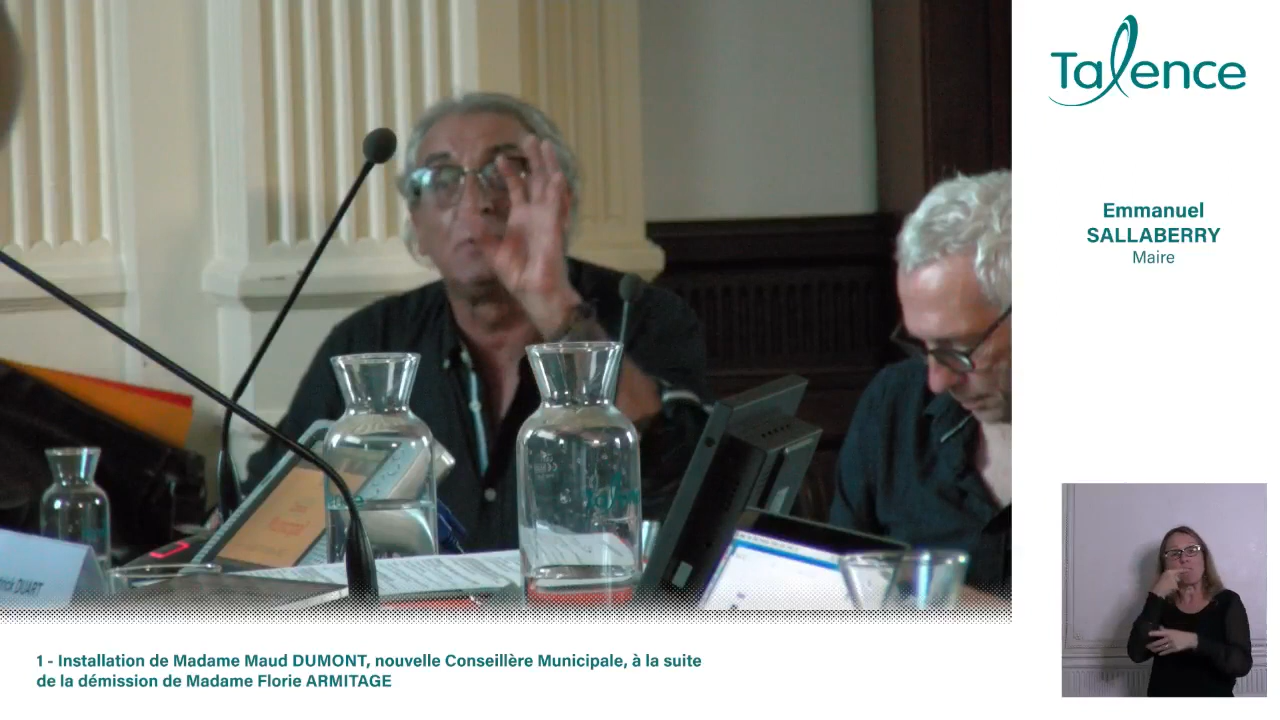 Talence
Emmanuel
SALLABERRY
Maire
DUART
1 - Installation de Madame Maud DUMONT, nouvelle Conseillère Municipale, à la suite
de la démission de Madame Florie ARMITAGE